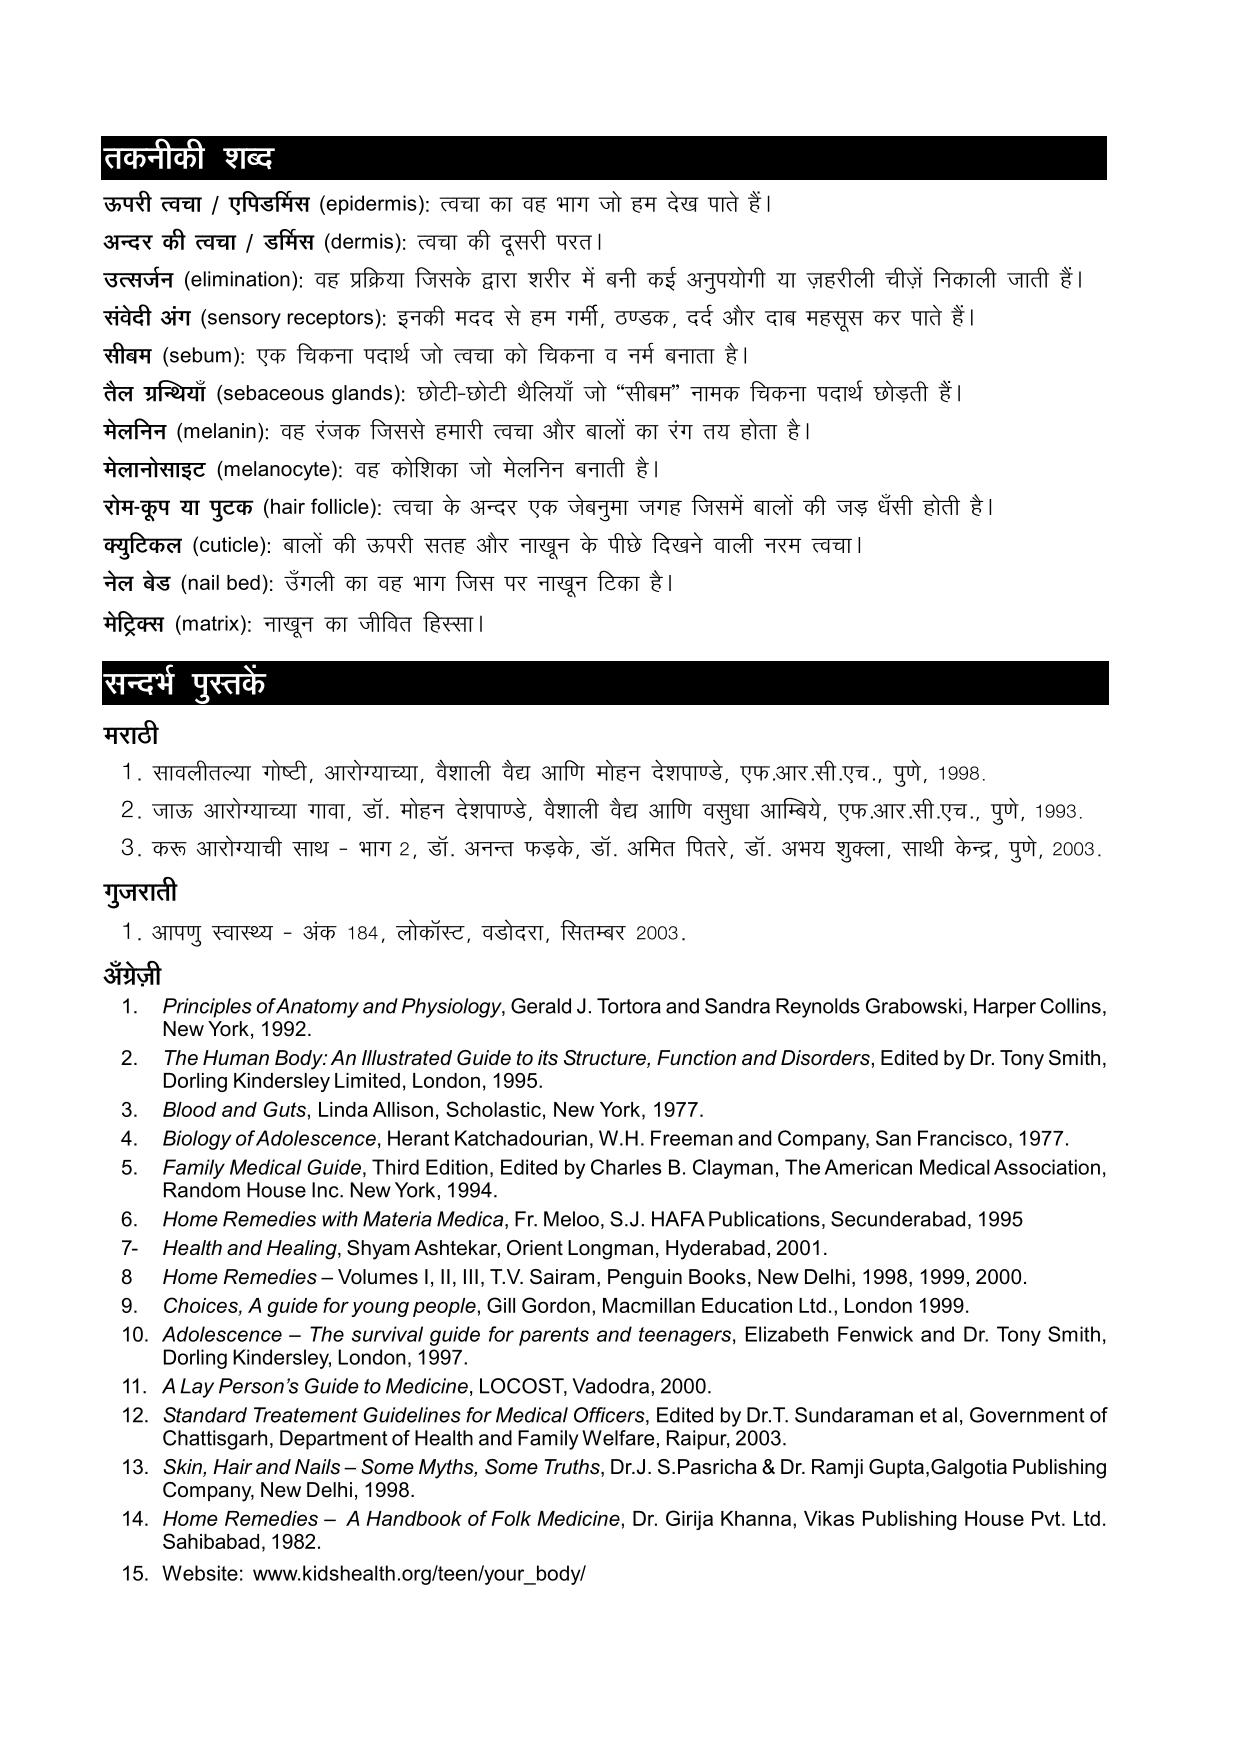 तकनीकी शब्द
ऊपरी त्वचा / एपिडर्मिस (epidermis): त्वचा का वह भाग जो हम देख पाते हैं।
अन्दर की त्वचा / डर्मिस (dermis): त्वचा की दूसरी परत।
उत्सर्जन (elimination): वह प्रक्रिया जिसके द्वारा शरीर में बनी कई अनुपयोगी या ज़हरीली चीज़ें निकाली जाती हैं।
संवेदी अंग (sensory receptors): इनकी मदद से हम गर्मी, ठण्डक, दर्द और दाब महसूस कर पाते हैं।
सीबम (sebum): एक चिकना पदार्थ जो त्वचा को चिकना व नर्म बनाता है।
तैल ग्रन्थियाँ (sebaceous glands): छोटी-छोटी थैलियाँ जो “सीबम” नामक चिकना पदार्थ छोड़ती हैं।
मेलनिन (melanin): वह रंजक जिससे हमारी त्वचा और बालों का रंग तय होता है।
मेलानोसाइट (melanocyte): वह कोशिका जो मेलनिन बनाती है।
रोम-कूप या पुटक (hair follicle): त्वचा के अन्दर एक जेबनुमा जगह जिसमें बालों की जड़ धँसी होती है।
क्युटिकल (cuticle): बालों की ऊपरी सतह और नाखून के पीछे दिखने वाली नरम त्वचा।
नेल बेड (nail bed): उँगली का वह भाग जिस पर नाखून टिका है।
मेट्रिक्स (matrix): नाखून का जीवित हिस्सा।
सन्दर्भ पुस्तकें
मराठी
1. सावलीतल्या गोष्टी, आरोग्याच्या, वैशाली वैद्य आणि मोहन देशपाण्डे, एफ.आर.सी.एच., पुणे, 1998.
2. जाऊ आरोग्याच्या गावा, डॉ. मोहन देशपाण्डे, वैशाली वैद्य आणि वसुधा आम्बिये, एफ.आर.सी.एच., पुणे, 1993.
3. करू आरोग्याची साथ - भाग 2, डॉ. अनन्त फड़के, डॉ. अमित पितरे, डॉ. अभय शुक्ला, साथी केन्द्र, पुणे, 2003.
गुजराती
1. आपणु स्वास्थ्य - अंक 184, लोकॉस्ट, वडोदरा, सितम्बर 2003.
अँग्रेज़ी
1. Principles of Anatomy and Physiology, Gerald J. Tortora and Sandra Reynolds Grabowski, Harper Collins,
New York, 1992.
2. The Human Body: An Illustrated Guide to its Structure, Function and Disorders, Edited by Dr. Tony Smith,
Dorling Kindersley Limited, London, 1995.
3. Blood and Guts, Linda Allison, Scholastic, New York, 1977.
4. Biology of Adolescence, Herant Katchadourian, W.H. Freeman and Company, San Francisco, 1977.
5. Family Medical Guide, Third Edition, Edited by Charles B. Clayman, The American Medical Association,
Random House Inc. New York, 1994.
6. Home Remedies with Materia Medica, Fr. Meloo, S.J. HAFA Publications, Secunderabad, 1995
7- Health and Healing, Shyam Ashtekar, Orient Longman, Hyderabad, 2001.
8 Home Remedies – Volumes I, II, III, T.V. Sairam, Penguin Books, New Delhi, 1998, 1999, 2000.
9. Choices, A guide for young people, Gill Gordon, Macmillan Education Ltd., London 1999.
10. Adolescence – The survival guide for parents and teenagers, Elizabeth Fenwick and Dr. Tony Smith,
Dorling Kindersley, London, 1997.
11. A Lay Person’s Guide to Medicine, LOCOST, Vadodra, 2000.
12. Standard Treatement Guidelines for Medical Officers, Edited by Dr.T. Sundaraman et al, Government of
Chattisgarh, Department of Health and Family Welfare, Raipur, 2003.
13. Skin, Hair and Nails – Some Myths, Some Truths, Dr.J. S.Pasricha & Dr. Ramji Gupta,Galgotia Publishing
Company, New Delhi, 1998.
14. Home Remedies – A Handbook of Folk Medicine, Dr. Girija Khanna, Vikas Publishing House Pvt. Ltd.
Sahibabad, 1982.
15. Website: www.kidshealth.org/teen/your_body/